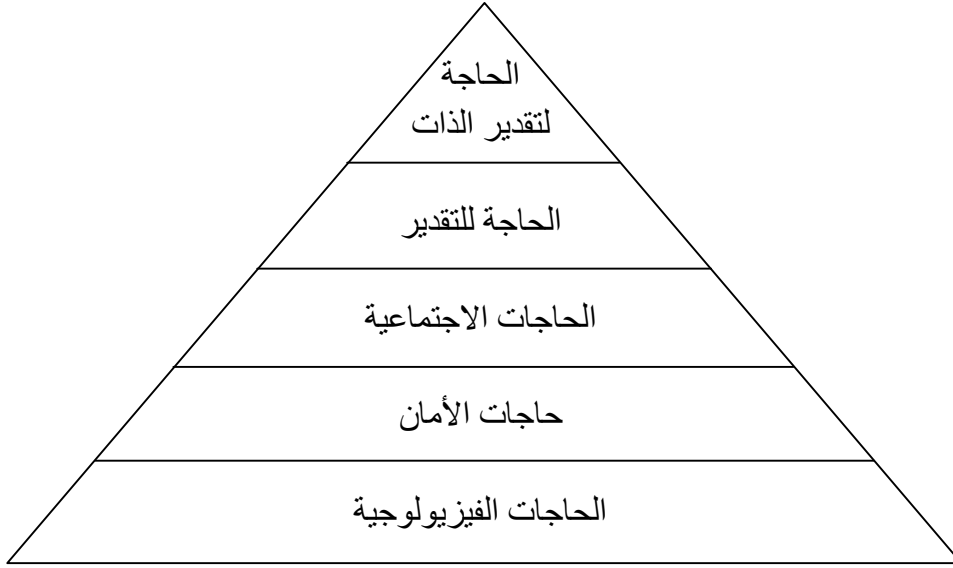 الحاجة
لتقدير الذات
الحاجة للتقدير
الحاجات الاجتماعية
حاجات الأمان
الحاجات الفيزيولوجية